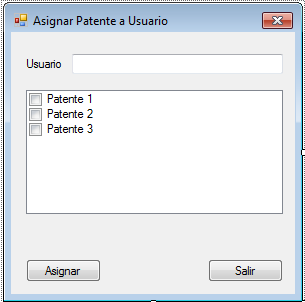 Asignar Patente a Usuario
Usuario
Patente 1
Patente 2
Patente 3
Asignar
Salir